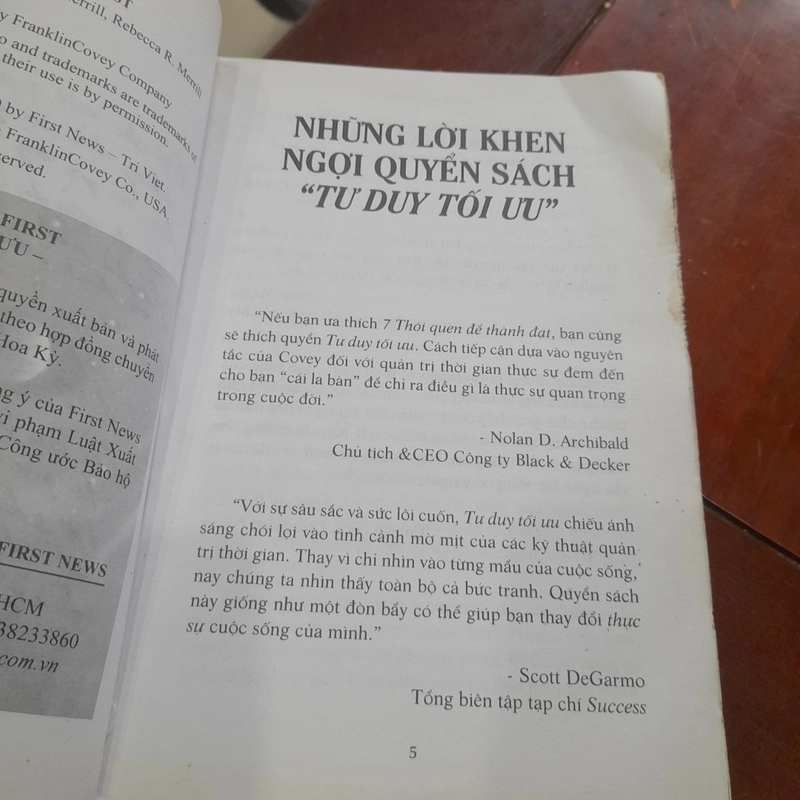 ST
errill, Rebecca R. Merrill
y FranklinCovey Company
o and trademarks are trademarks of
their use is by permission.
by First News – Tri Viet.
FranklinCovey Co., USA.
served.
FIRST
ƯU –
quyền xuất bản và phát
theo hợp đồng chuyển
Hoa Kỳ.
ng ý của First News
vi phạm Luật Xuất
Công ước Bảo hộ
FIRST NEWS
HCM
38233860
com.vn
NHỮNG LỜI KHEN
NGỢI QUYỂN SÁCH
“TƯ DUY TỐI ƯU”
“Nếu bạn ưa thích 7 Thói quen để thành đạt, bạn cũng
sẽ thích quyển Tư duy tối ưu. Cách tiếp cận dựa vào nguyên
tắc của Covey đối với quản trị thời gian thực sự đem đến
cho bạn “cái la bàn” để chỉ ra điều gì là thực sự quan trọng
trong cuộc đời.”
- Nolan D. Archibald
Chủ tịch &CEO Công ty Black & Decker
“Với sự sâu sắc và sức lôi cuốn, Tư duy tối ưu chiếu ánh
sáng chói lọi vào tình cảnh mờ mịt của các kỹ thuật quản
trị thời gian. Thay vì chỉ nhìn vào từng mẩu của cuộc sống,
nay chúng ta nhìn thấy toàn bộ cả bức tranh. Quyển sách
này giống như một đòn bẩy có thể giúp bạn thay đổi thực
sự cuộc sống của mình.”
- Scott DeGarmo
Tổng biên tập tạp chí Success
5